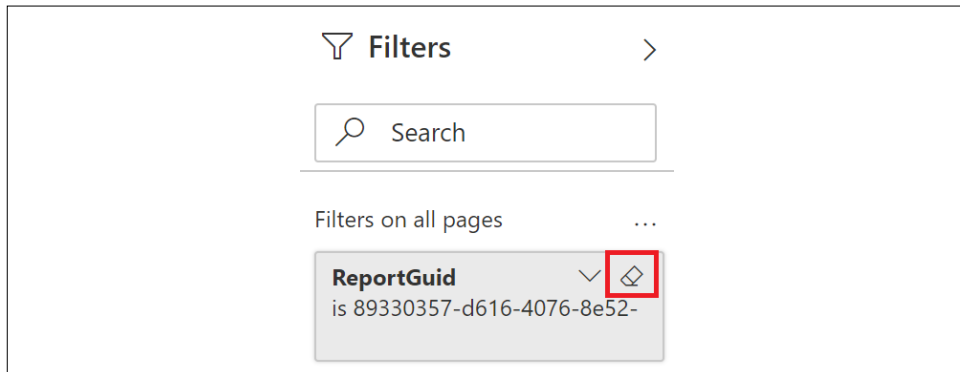 Filters
Search
Filters on all pages
...
ReportGuid
is 89330357-d616-4076-8e52-